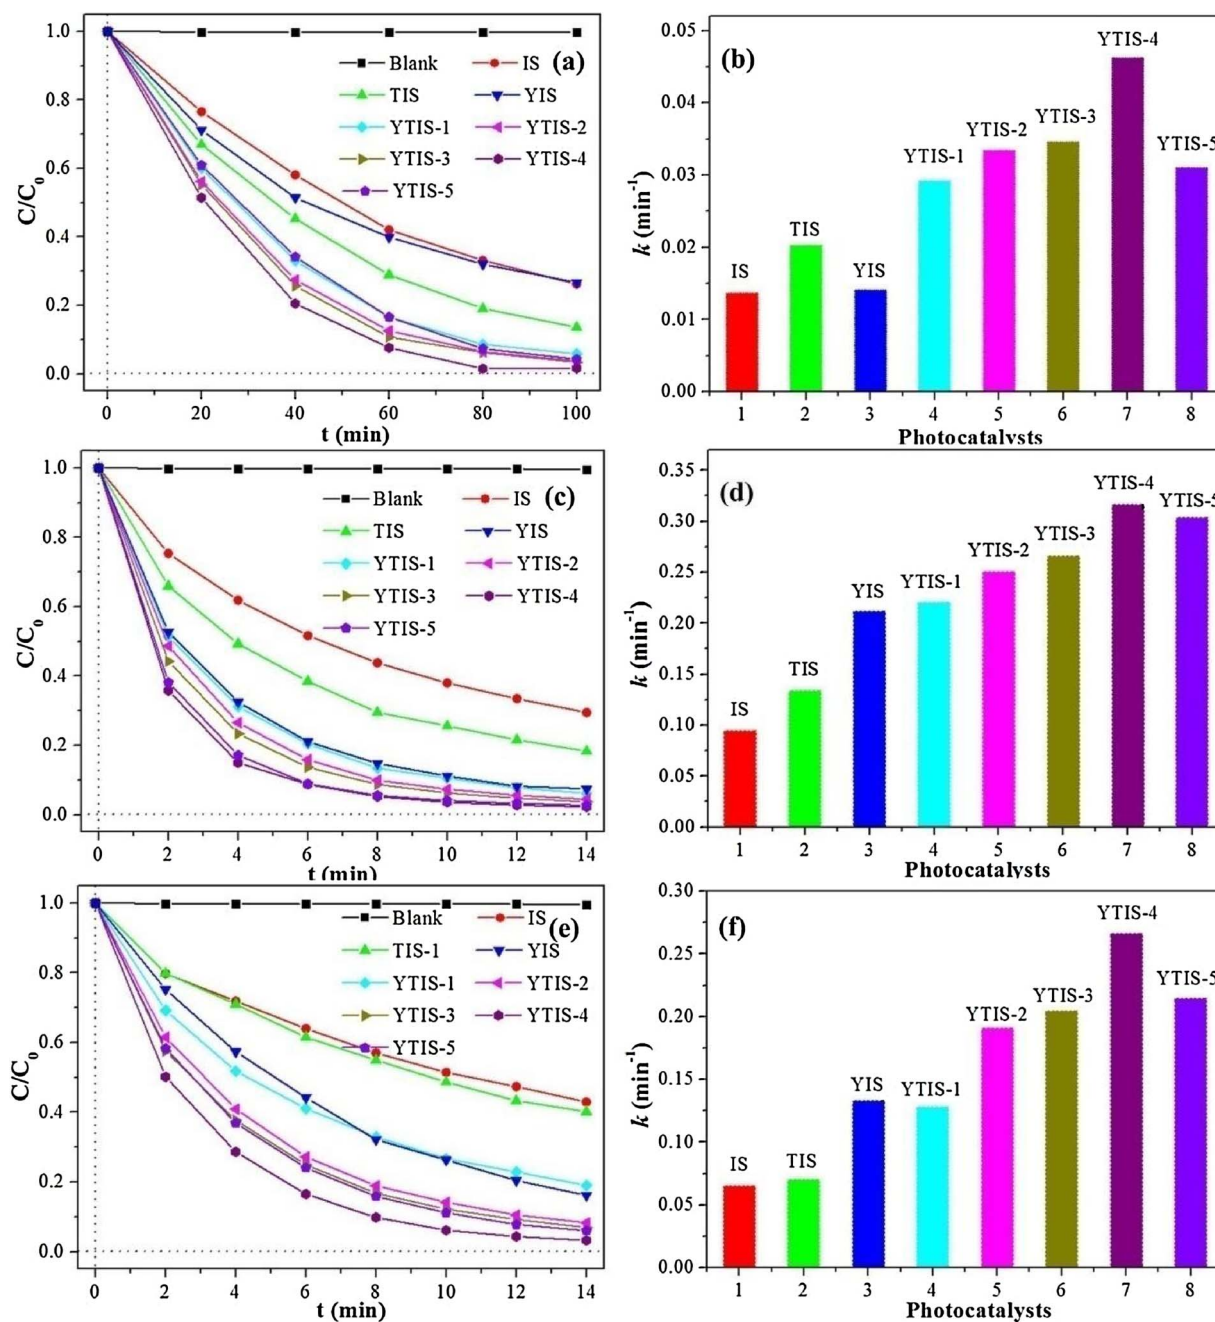 (a)
Blank IS
TIS YIS
YTIS-1 YTIS-2
YTIS-3 YTIS-4
YTIS-5
C/C0
1.0
0.8
0.6
0.4
0.2
0.0
0 20 40 60 80 100
t (min)
(b)
k (min-1)
0.05
0.04
0.03
0.02
0.01
0.00
IS
TIS
YIS
YTIS-1
YTIS-2
YTIS-3
YTIS-4
YTIS-5
1 2 3 4 5 6 7 8
Photocatalysts
(c)
Blank IS
TIS YIS
YTIS-1 YTIS-2
YTIS-3 YTIS-4
YTIS-5
C/C0
1.0
0.8
0.6
0.4
0.2
0.0
0 2 4 6 8 10 12 14
t (min)
(d)
k (min-1)
0.35
0.30
0.25
0.20
0.15
0.10
0.05
0.00
IS
TIS
YIS
YTIS-1
YTIS-2
YTIS-3
YTIS-4
YTIS-5
1 2 3 4 5 6 7 8
Photocatalysts
(e)
Blank IS
TIS-1 YIS
YTIS-1 YTIS-2
YTIS-3 YTIS-4
YTIS-5
C/C0
1.0
0.8
0.6
0.4
0.2
0.0
0 2 4 6 8 10 12 14
t (min)
(f)
k (min-1)
0.30
0.25
0.20
0.15
0.10
0.05
0.00
IS
TIS
YIS
YTIS-1
YTIS-2
YTIS-3
YTIS-4
YTIS-5
1 2 3 4 5 6 7 8
Photocatalysts